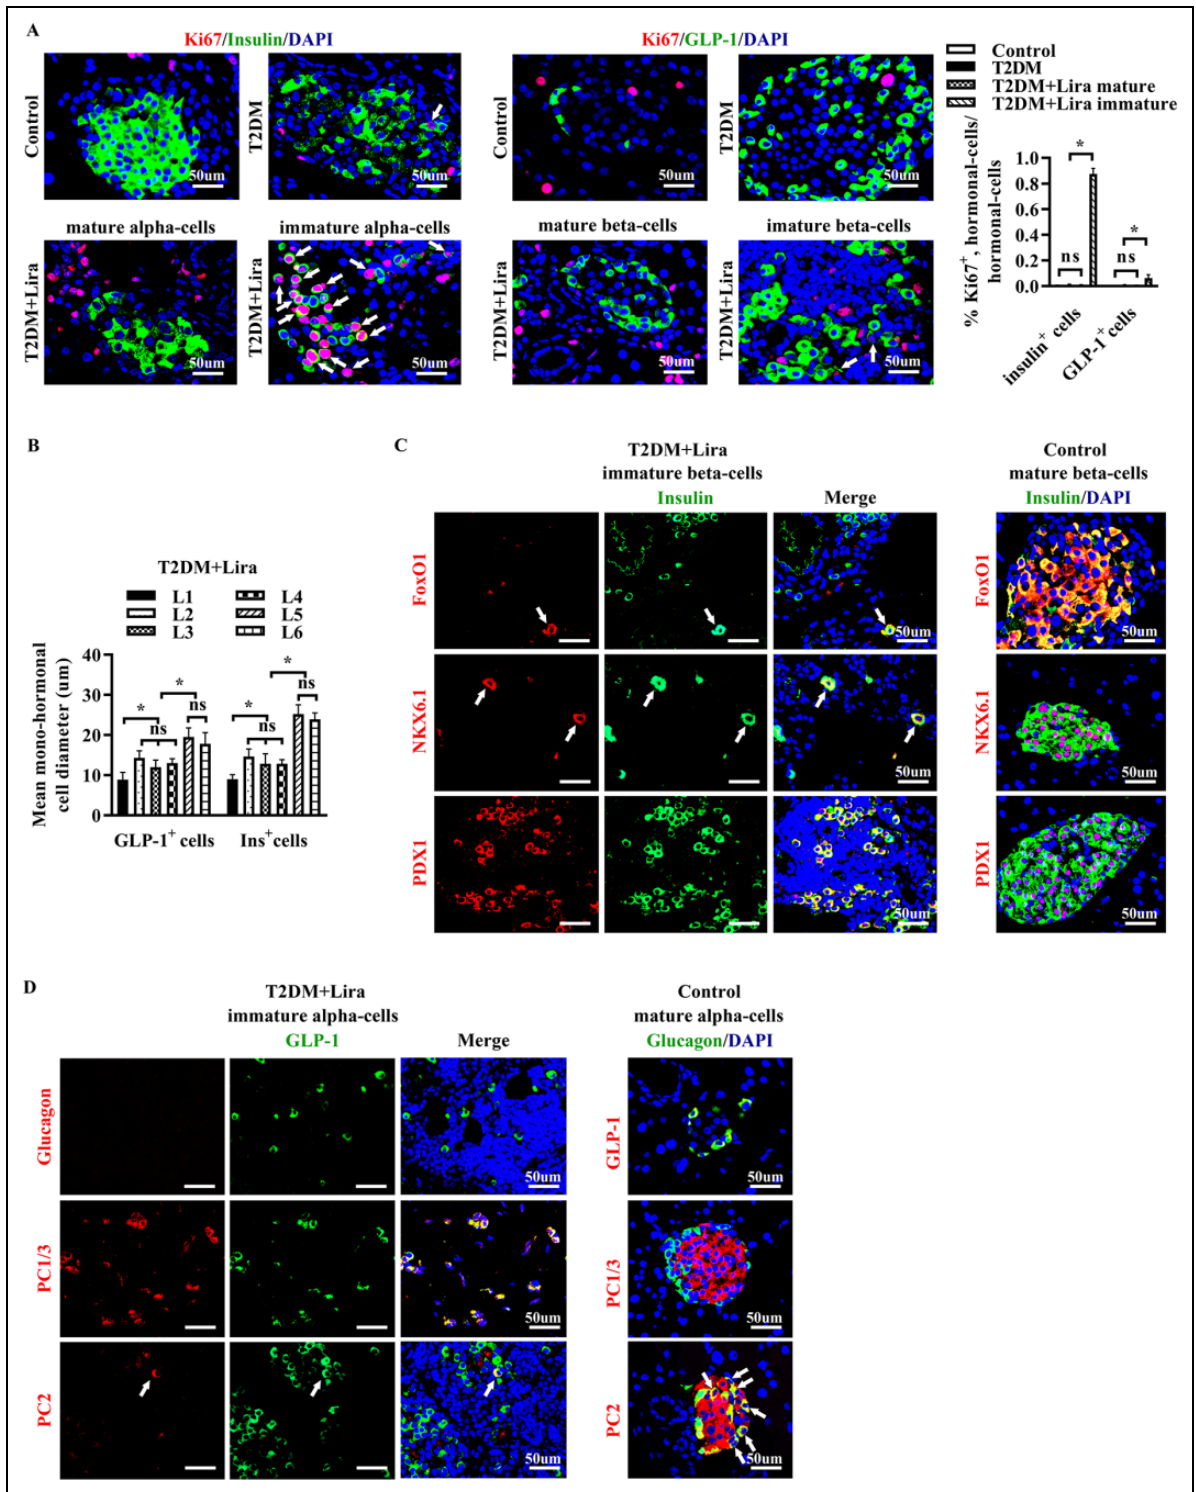 A
Ki67/Insulin/DAPI
Ki67/GLP-1/DAPI
Control
T2DM
T2DM+Lira mature
T2DM+Lira immature
Control
50um
T2DM
50um
Control
50um
T2DM
50um
mature alpha-cells
immature alpha-cells
mature beta-cells
immature beta-cells
T2DM+Lira
50um
T2DM+Lira
50um
T2DM+Lira
50um
T2DM+Lira
50um
% Ki67+, hormonal-cells/
hormonal-cells
1.0
0.8
0.6
0.4
0.2
0.0
*
ns
*
ns
insulin+ cells
GLP-1+ cells
B
T2DM+Lira
L1
L2
L3
L4
L5
L6
Mean mono-hormonal
cell diameter (um)
40
30
20
10
0
*
ns
*
ns
*
ns
*
ns
GLP-1+ cells
Ins+cells
C
T2DM+Lira
immature beta-cells
Insulin
Merge
Control
mature beta-cells
Insulin/DAPI
FoxO1
50um
FoxO1
50um
NKX6.1
50um
NKX6.1
50um
PDX1
50um
PDX1
50um
D
T2DM+Lira
immature alpha-cells
GLP-1
Merge
Control
mature alpha-cells
Glucagon/DAPI
Glucagon
50um
GLP-1
50um
PC1/3
50um
PC1/3
50um
PC2
50um
PC2
50um